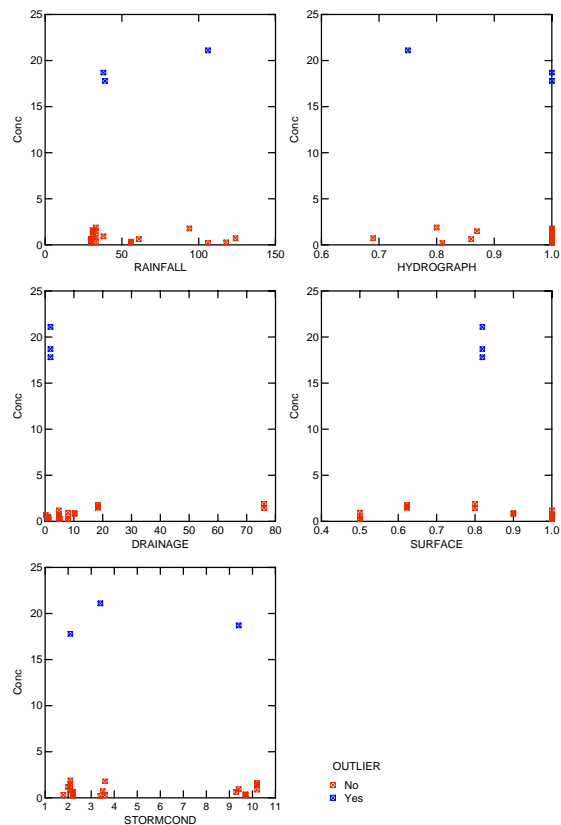 25
20
15
10
5
0
Conc
0 50 100 150
RAINFALL
25
20
15
10
5
0
Conc
0.6 0.7 0.8 0.9 1.0
HYDROGRAPH
25
20
15
10
5
0
Conc
0 10 20 30 40 50 60 70 80
DRAINAGE
25
20
15
10
5
0
Conc
0.4 0.5 0.6 0.7 0.8 0.9 1.0
SURFACE
25
20
15
10
5
0
Conc
1 2 3 4 5 6 7 8 9 10 11
STORMCOND
OUTLIER
No
Yes